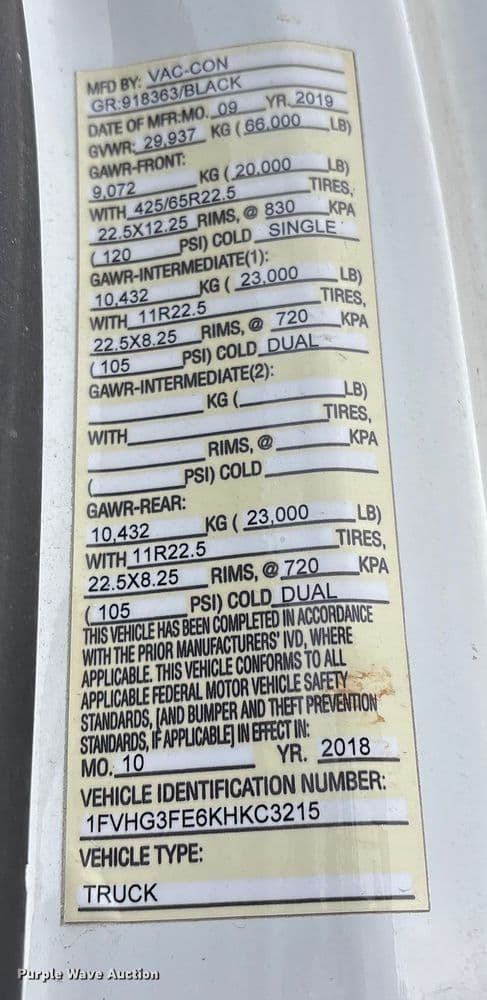 MFD BY: VAC-CON
GR:918363/BLACK
DATE OF MFR:MO. 09 YR. 2019
GVWR: 29,937 KG ( 66,000 LB)
GAWR-FRONT:
9,072 KG ( 20,000 LB)
WITH 425/65R22.5 TIRES,
22.5X12.25 RIMS, @ 830 KPA
( 120 PSI) COLD SINGLE
GAWR-INTERMEDIATE(1):
10,432 KG ( 23,000 LB)
WITH 11R22.5 TIRES,
22.5X8.25 RIMS, @ 720 KPA
( 105 PSI) COLD DUAL
GAWR-INTERMEDIATE(2):
KG ( LB)
WITH TIRES,
RIMS, @ KPA
( PSI) COLD
GAWR-REAR:
10,432 KG ( 23,000 LB)
WITH 11R22.5 TIRES,
22.5X8.25 RIMS, @ 720 KPA
( 105 PSI) COLD DUAL
THIS VEHICLE HAS BEEN COMPLETED IN ACCORDANCE
WITH THE PRIOR MANUFACTURERS' IVD, WHERE
APPLICABLE. THIS VEHICLE CONFORMS TO ALL
APPLICABLE FEDERAL MOTOR VEHICLE SAFETY
STANDARDS, [AND BUMPER AND THEFT PREVENTION
STANDARDS, IF APPLICABLE] IN EFFECT IN:
MO. 10 YR. 2018
VEHICLE IDENTIFICATION NUMBER:
1FVHG3FE6KHKC3215
VEHICLE TYPE:
TRUCK
Purple Wave Auction